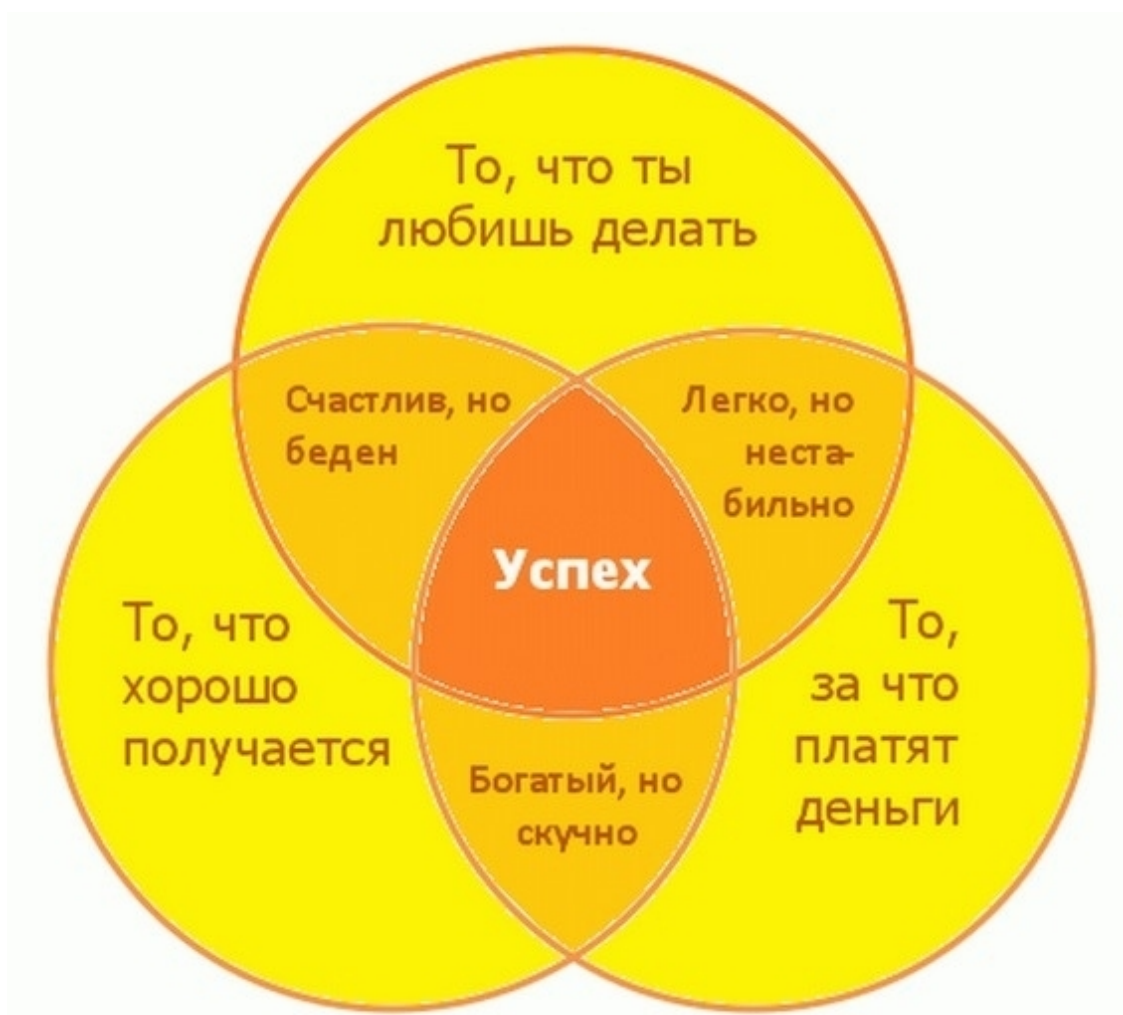 То, что ты
любишь делать
Счастлив, но
беден
Легко, но
неста-
бильно
Успех
То, что
хорошо
получается
То,
за что
платят
деньги
Богатый, но
скучно